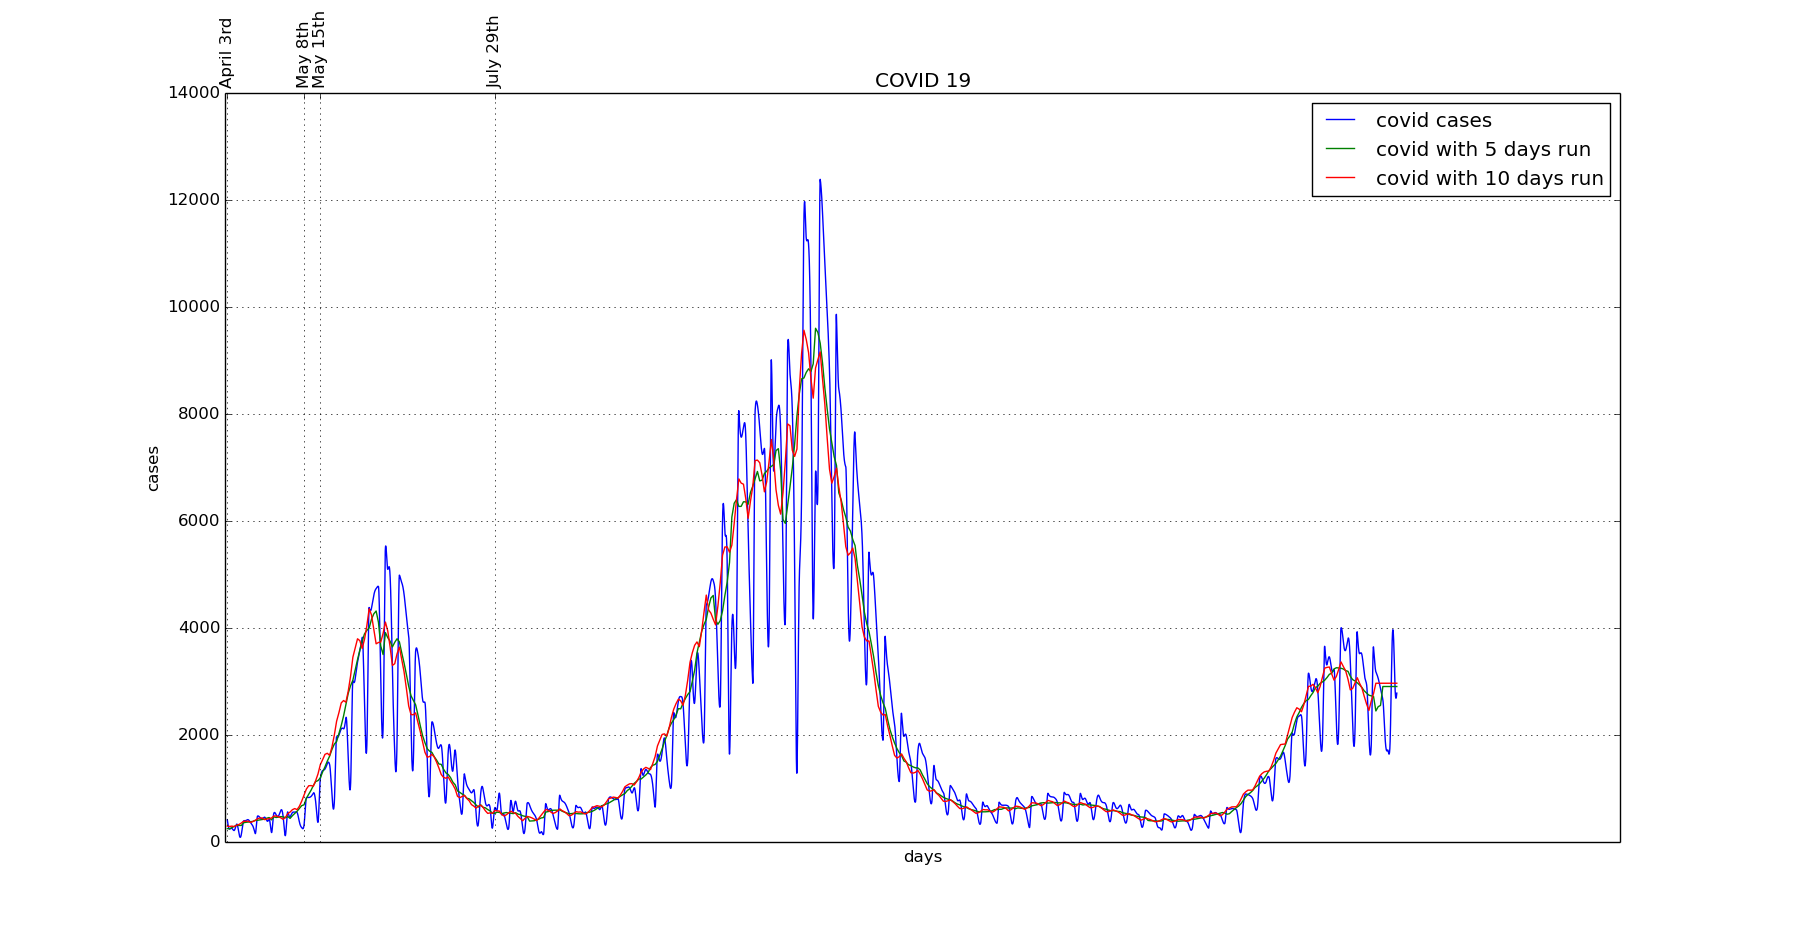 April 3rd
May 8th
May 15th
July 29th
COVID 19
14000
12000
10000
8000
6000
4000
2000
0
cases
days
covid cases
covid with 5 days run
covid with 10 days run